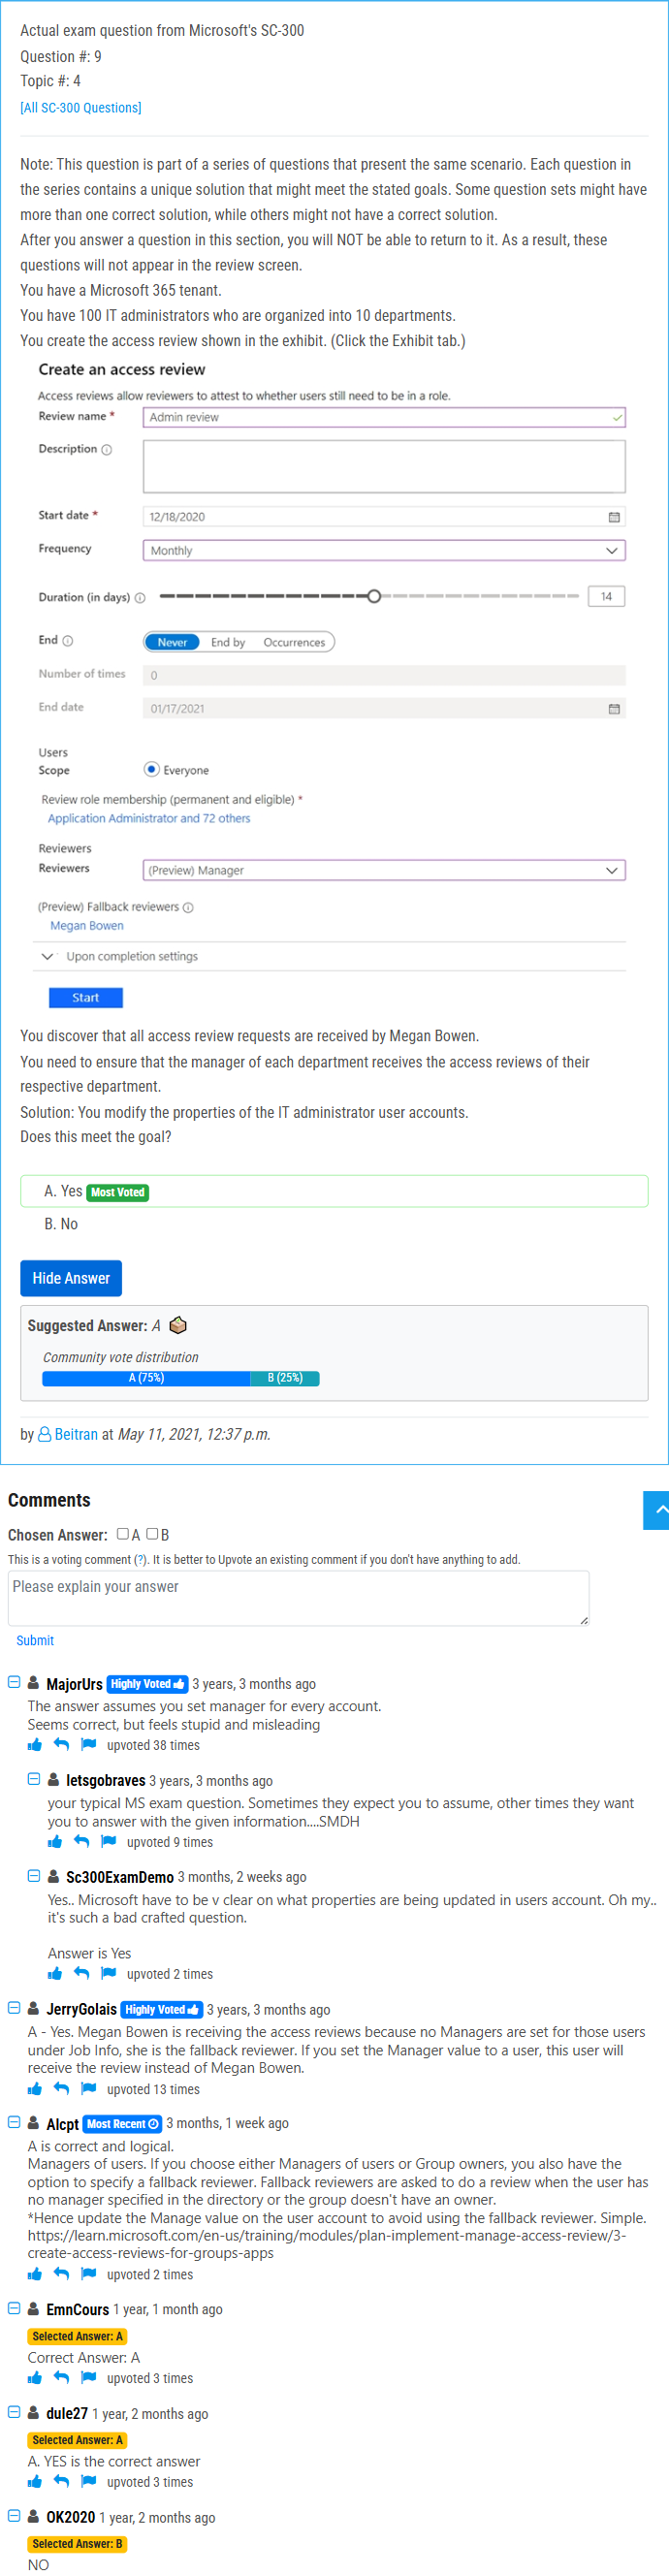 Actual exam question from Microsoft's SC-300
Question #: 9
Topic #: 4
[All SC-300 Questions]
Note: This question is part of a series of questions that present the same scenario. Each question in
the series contains a unique solution that might meet the stated goals. Some question sets might have
more than one correct solution, while others might not have a correct solution.
After you answer a question in this section, you will NOT be able to return to it. As a result, these
questions will not appear in the review screen.
You have a Microsoft 365 tenant.
You have 100 IT administrators who are organized into 10 departments.
You create the access review shown in the exhibit. (Click the Exhibit tab.)
Create an access review
Access reviews allow reviewers to attest to whether users still need to be in a role.
Review name * Admin review
Description
Start date * 12/18/2020
Frequency Monthly
Duration (in days) 14
End Never End by Occurrences
Number of times 0
End date 01/17/2021
Users
Scope Everyone
Review role membership (permanent and eligible) *
Application Administrator and 72 others
Reviewers
Reviewers (Preview) Manager
(Preview) Fallback reviewers
Megan Bowen
Upon completion settings
Start
You discover that all access review requests are received by Megan Bowen.
You need to ensure that the manager of each department receives the access reviews of their
respective department.
Solution: You modify the properties of the IT administrator user accounts.
Does this meet the goal?
A. Yes Most Voted
B. No
Hide Answer
Suggested Answer: A
Community vote distribution
A (75%) B (25%)
by Beitran at May 11, 2021, 12:37 p.m.
Comments
Chosen Answer: A B
This is a voting comment (?). It is better to Upvote an existing comment if you don't have anything to add.
Please explain your answer
Submit
MajorUrs Highly Voted 3 years, 3 months ago
The answer assumes you set manager for every account.
Seems correct, but feels stupid and misleading
upvoted 38 times
letsgobraves 3 years, 3 months ago
your typical MS exam question. Sometimes they expect you to assume, other times they want
you to answer with the given information....SMDH
upvoted 9 times
Sc300ExamDemo 3 months, 2 weeks ago
Yes.. Microsoft have to be v clear on what properties are being updated in users account. Oh my..
it's such a bad crafted question.
Answer is Yes
upvoted 2 times
JerryGolais Highly Voted 3 years, 3 months ago
A - Yes. Megan Bowen is receiving the access reviews because no Managers are set for those users
under Job Info, she is the fallback reviewer. If you set the Manager value to a user, this user will
receive the review instead of Megan Bowen.
upvoted 13 times
Alcpt Most Recent 3 months, 1 week ago
A is correct and logical.
Managers of users. If you choose either Managers of users or Group owners, you also have the
option to specify a fallback reviewer. Fallback reviewers are asked to do a review when the user has
no manager specified in the directory or the group doesn't have an owner.
*Hence update the Manage value on the user account to avoid using the fallback reviewer. Simple.
https://learn.microsoft.com/en-us/training/modules/plan-implement-manage-access-review/3-
create-access-reviews-for-groups-apps
upvoted 2 times
EmnCours 1 year, 1 month ago
Selected Answer: A
Correct Answer: A
upvoted 3 times
dule27 1 year, 2 months ago
Selected Answer: A
A. YES is the correct answer
upvoted 3 times
OK2020 1 year, 2 months ago
Selected Answer: B
NO